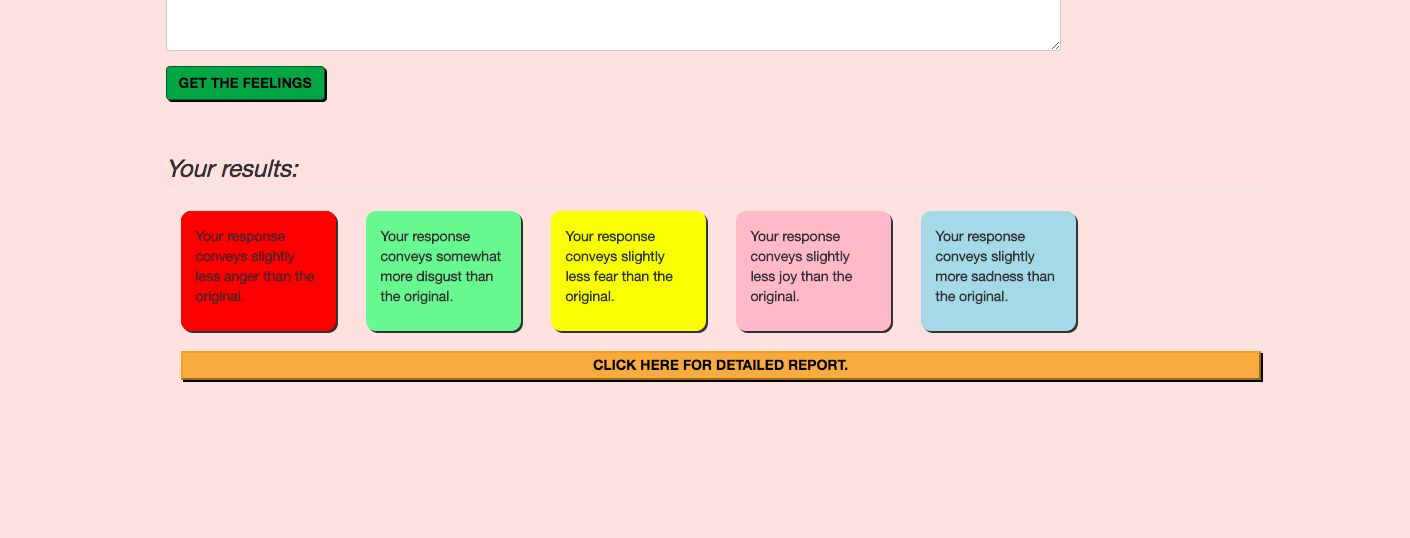 GET THE FEELINGS
Your results:
Your response
conveys slightly
less anger than the
original.
Your response
conveys somewhat
more disgust than
the original.
Your response
conveys slightly
less fear than the
original.
Your response
conveys slightly
less joy than the
original.
Your response
conveys slightly
more sadness than
the original.
CLICK HERE FOR DETAILED REPORT.